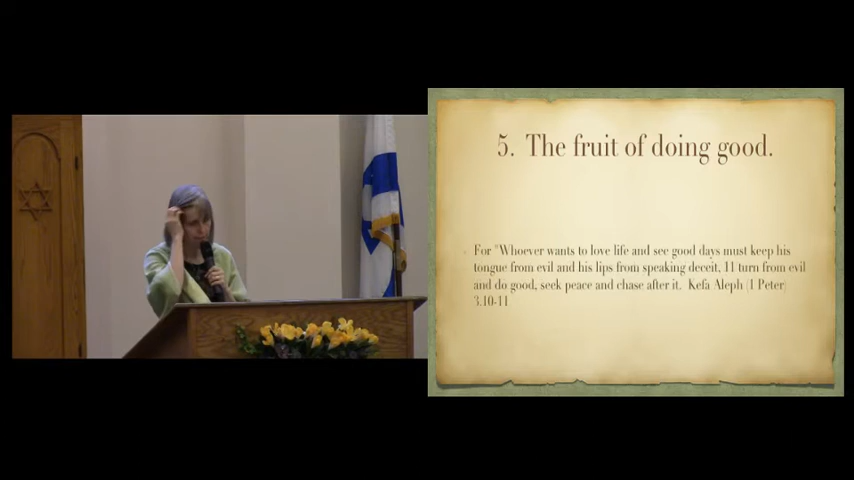 5. The fruit of doing good.
For "Whoever wants to love life and see good days must keep his
tongue from evil and his lips from speaking deceit, 11 turn from evil
and do good, seek peace and chase after it. Kefa Aleph (1 Peter)
3.10-11